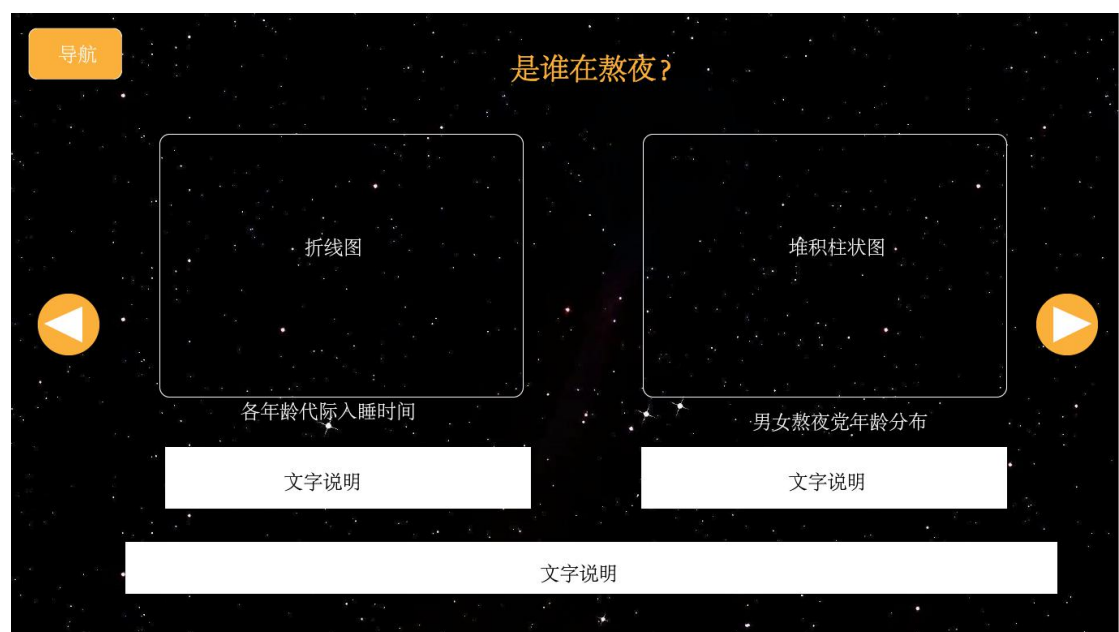 导航
是谁在熬夜?
折线图
堆积柱状图
各年龄代际入睡时间
男女熬夜党年龄分布
文字说明
文字说明
文字说明